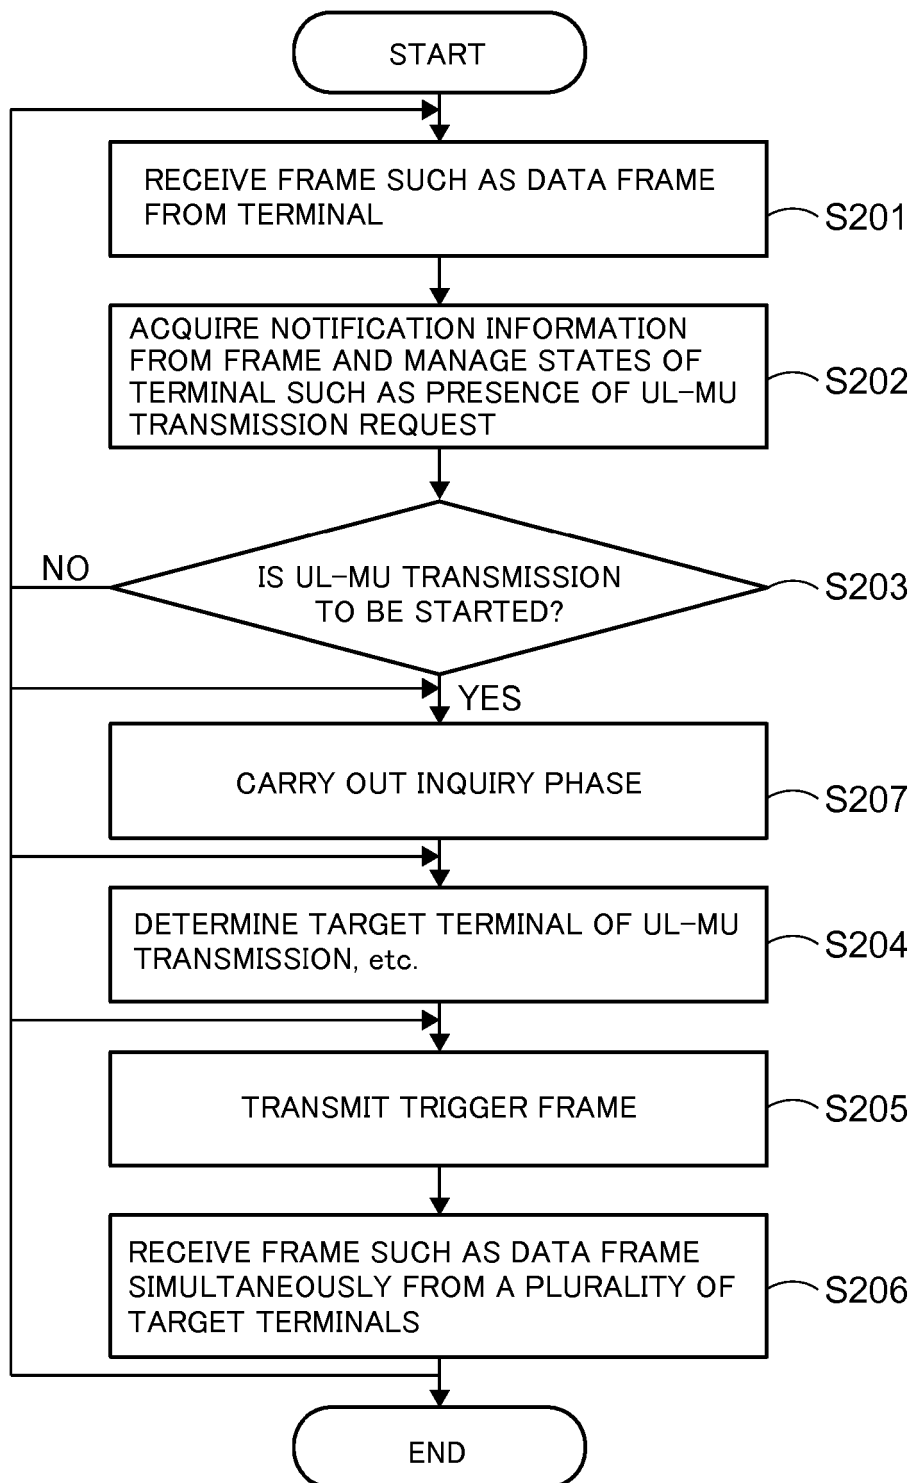 START
RECEIVE FRAME SUCH AS DATA FRAME
FROM TERMINAL
S201
ACQUIRE NOTIFICATION INFORMATION
FROM FRAME AND MANAGE STATES OF
TERMINAL SUCH AS PRESENCE OF UL-MU
TRANSMISSION REQUEST
S202
NO
IS UL-MU TRANSMISSION
TO BE STARTED?
S203
YES
CARRY OUT INQUIRY PHASE
S207
DETERMINE TARGET TERMINAL OF UL-MU
TRANSMISSION, etc.
S204
TRANSMIT TRIGGER FRAME
S205
RECEIVE FRAME SUCH AS DATA FRAME
SIMULTANEOUSLY FROM A PLURALITY OF
TARGET TERMINALS
S206
END